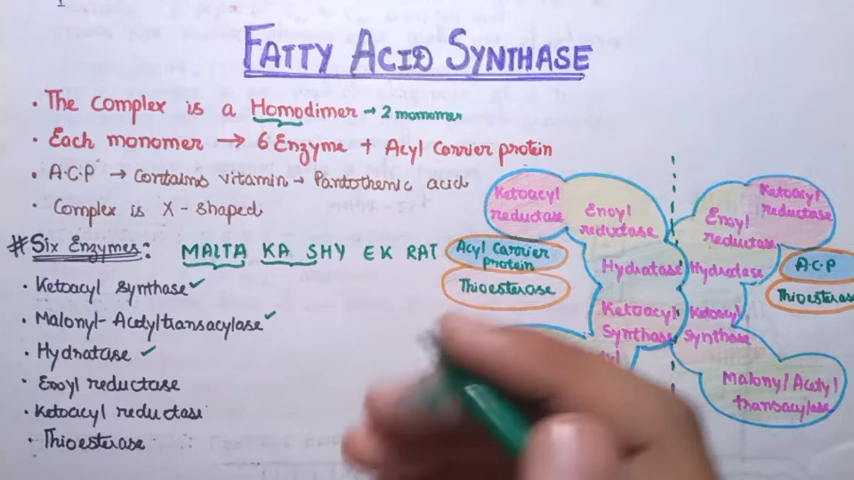 FATTY ACID SYNTHASE
• The Complex is a Homodimer → 2 monomer
• Each monomer → 6 Enzyme + Acyl Carrier protein
• A.C.P → Contains vitamin → Pantothenic acid
• Complex is X-shaped
# Six Enzymes: MALTA KA SHY EK RAT
• Ketoacyl synthase ✓
• Malonyl-Acetyltransacylase ✓
• Hydratase ✓
• Enoyl reductase
• Ketoacyl reductase
• Thioesterase
Ketoacyl
reductase
Enoyl
reductase
Acyl Carrier
protein
Thioesterase
Hydratase
Ketoacyl
Synthase
Ketoacyl
reductase
Enoyl
reductase
Hydratase
A.C.P
Thioesterase
Ketoacyl
Synthase
Malonyl/Acetyl
transacylase